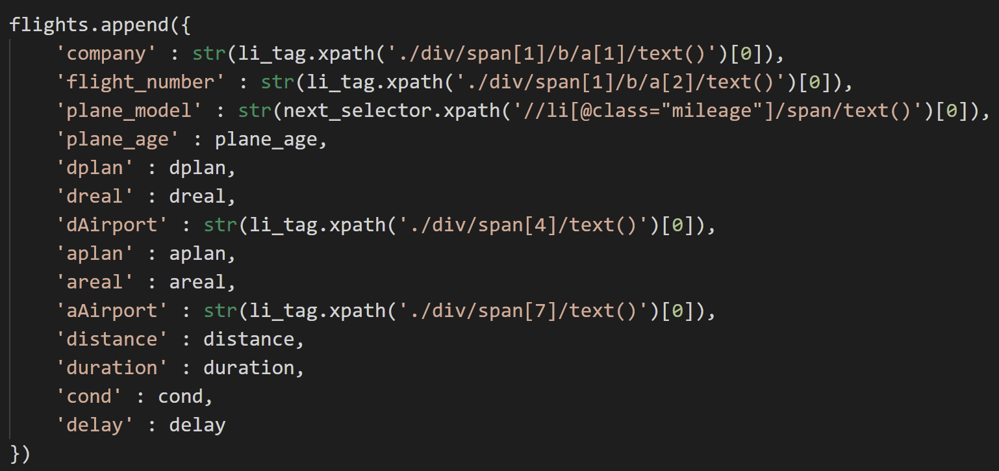 flights.append({
    'company' : str(li_tag.xpath('./div/span[1]/b/a[1]/text()')[0]),
    'flight_number' : str(li_tag.xpath('./div/span[1]/b/a[2]/text()')[0]),
    'plane_model' : str(next_selector.xpath('//li[@class="mileage"]/span/text()')[0]),
    'plane_age' : plane_age,
    'dplan' : dplan,
    'dreal' : dreal,
    'dAirport' : str(li_tag.xpath('./div/span[4]/text()')[0]),
    'aplan' : aplan,
    'areal' : areal,
    'aAirport' : str(li_tag.xpath('./div/span[7]/text()')[0]),
    'distance' : distance,
    'duration' : duration,
    'cond' : cond,
    'delay' : delay
})